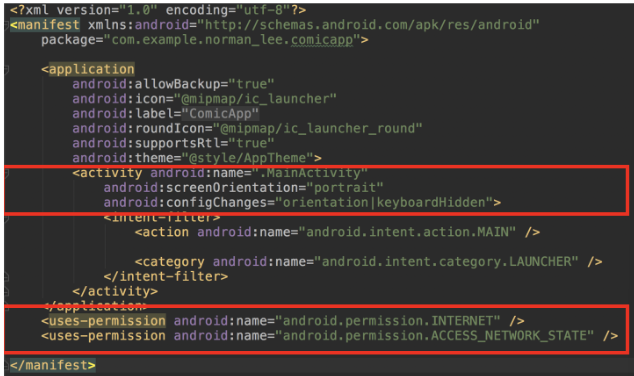 <?xml version="1.0" encoding="utf-8"?>
<manifest xmlns:android="http://schemas.android.com/apk/res/android"
package="com.example.norman_lee.comicapp">
<application
android:allowBackup="true"
android:icon="@mipmap/ic_launcher"
android:label="ComicApp"
android:roundIcon="@mipmap/ic_launcher_round"
android:supportsRtl="true"
android:theme="@style/AppTheme">
<activity android:name=".MainActivity"
android:screenOrientation="portrait"
android:configChanges="orientation|keyboardHidden">
<intent-filter>
<action android:name="android.intent.action.MAIN" />
<category android:name="android.intent.category.LAUNCHER" />
</intent-filter>
</activity>
</application>
<uses-permission android:name="android.permission.INTERNET" />
<uses-permission android:name="android.permission.ACCESS_NETWORK_STATE" />
</manifest>